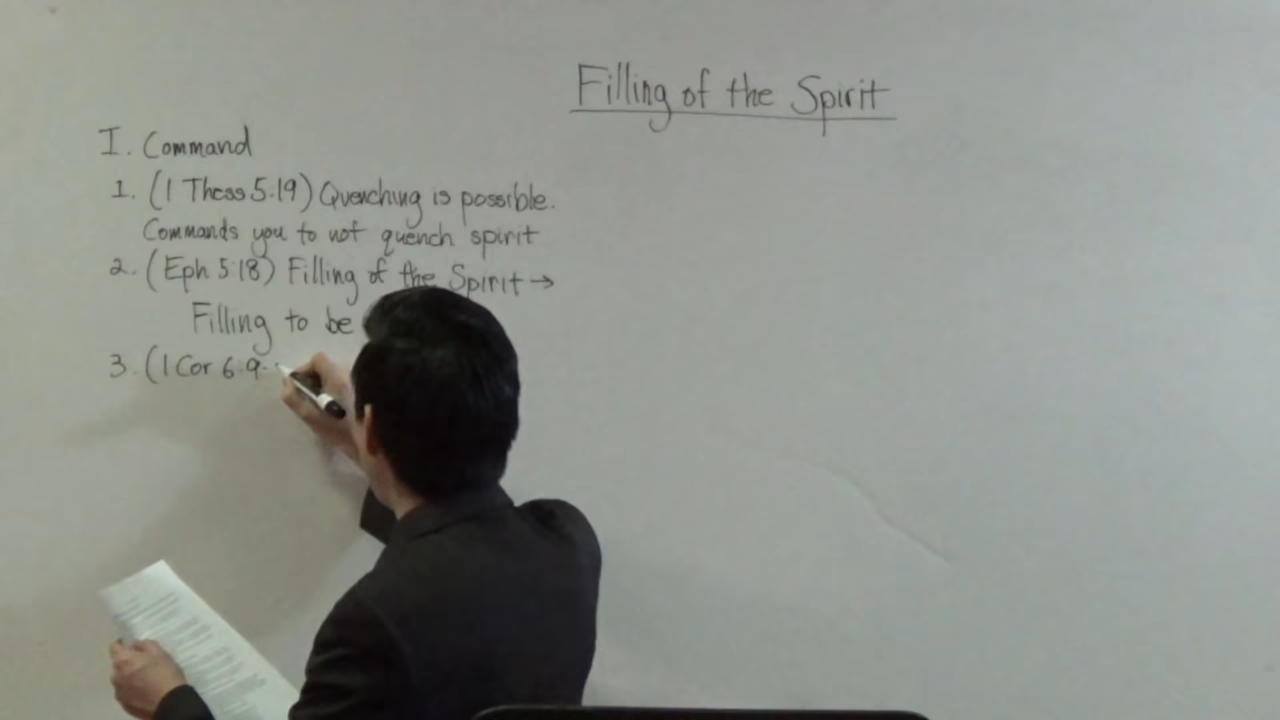 Filling of the Spirit
I. Command
1. (1 Thess 5:19) Quenching is possible.
Commands you to not quench spirit
2. (Eph 5:18) Filling of the Spirit →
Filling to be
3. (1 Cor 6:9-